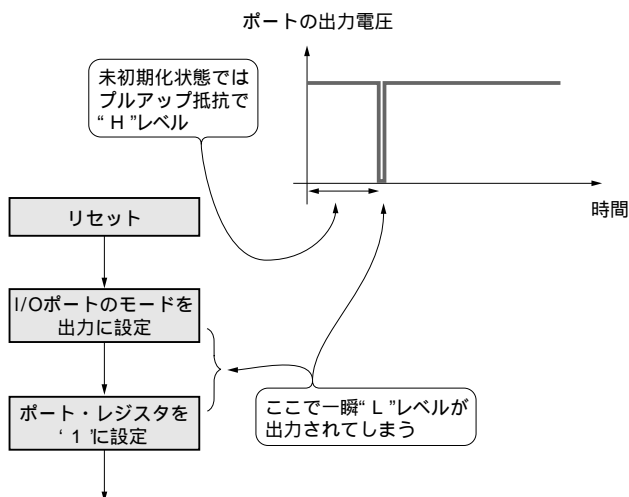 ポートの出力電圧
未初期化状態では
プルアップ抵抗で
“H”レベル
時間
リセット
I/Oポートのモードを
出力に設定
ポート・レジスタを
‘1’に設定
ここで一瞬“L”レベルが
出力されてしまう